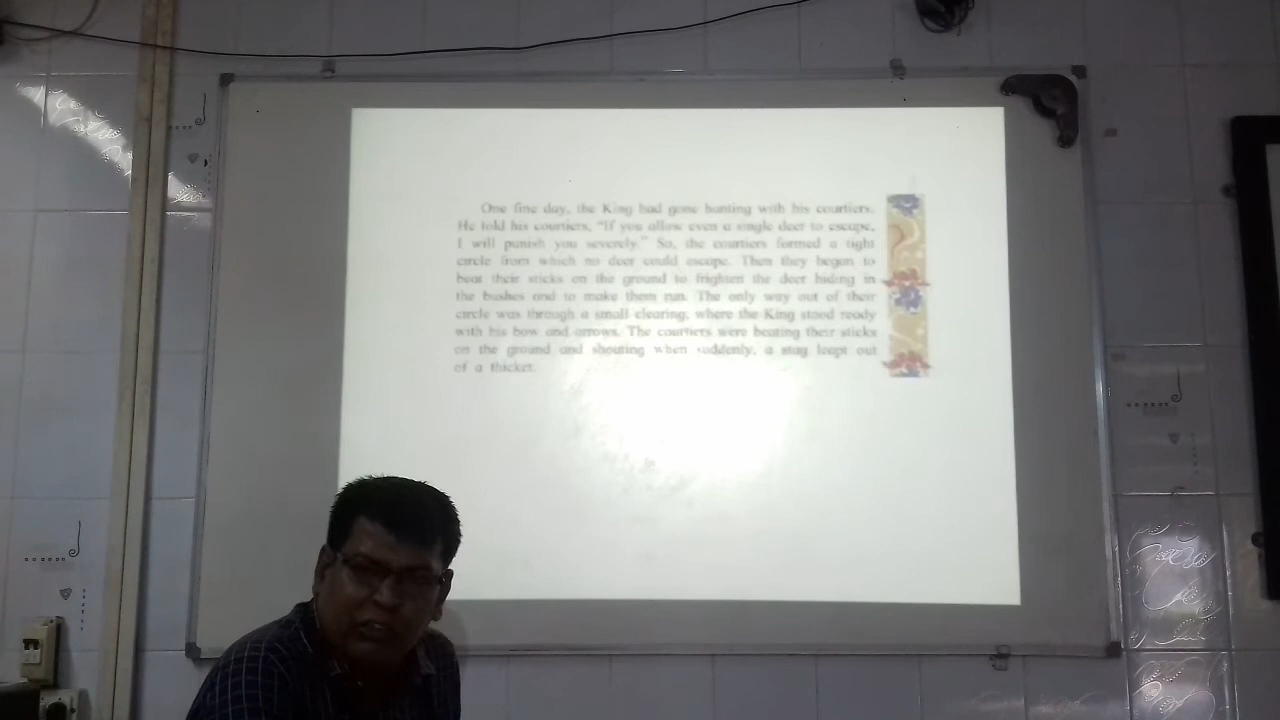 One fine day, the King had gone hunting with his courtiers.
He told his courtiers, "If you allow even a single deer to escape,
I will punish you severely." So, the courtiers formed a tight
circle from which no deer could escape. Then they began to
beat their sticks on the ground to frighten the deer hiding in
the bushes and to make them run. The only way out of their
circle was through a small clearing, where the King stood ready
with his bow and arrows. The courtiers were beating their sticks
on the ground and shouting when suddenly, a stag leapt out
of a thicket.